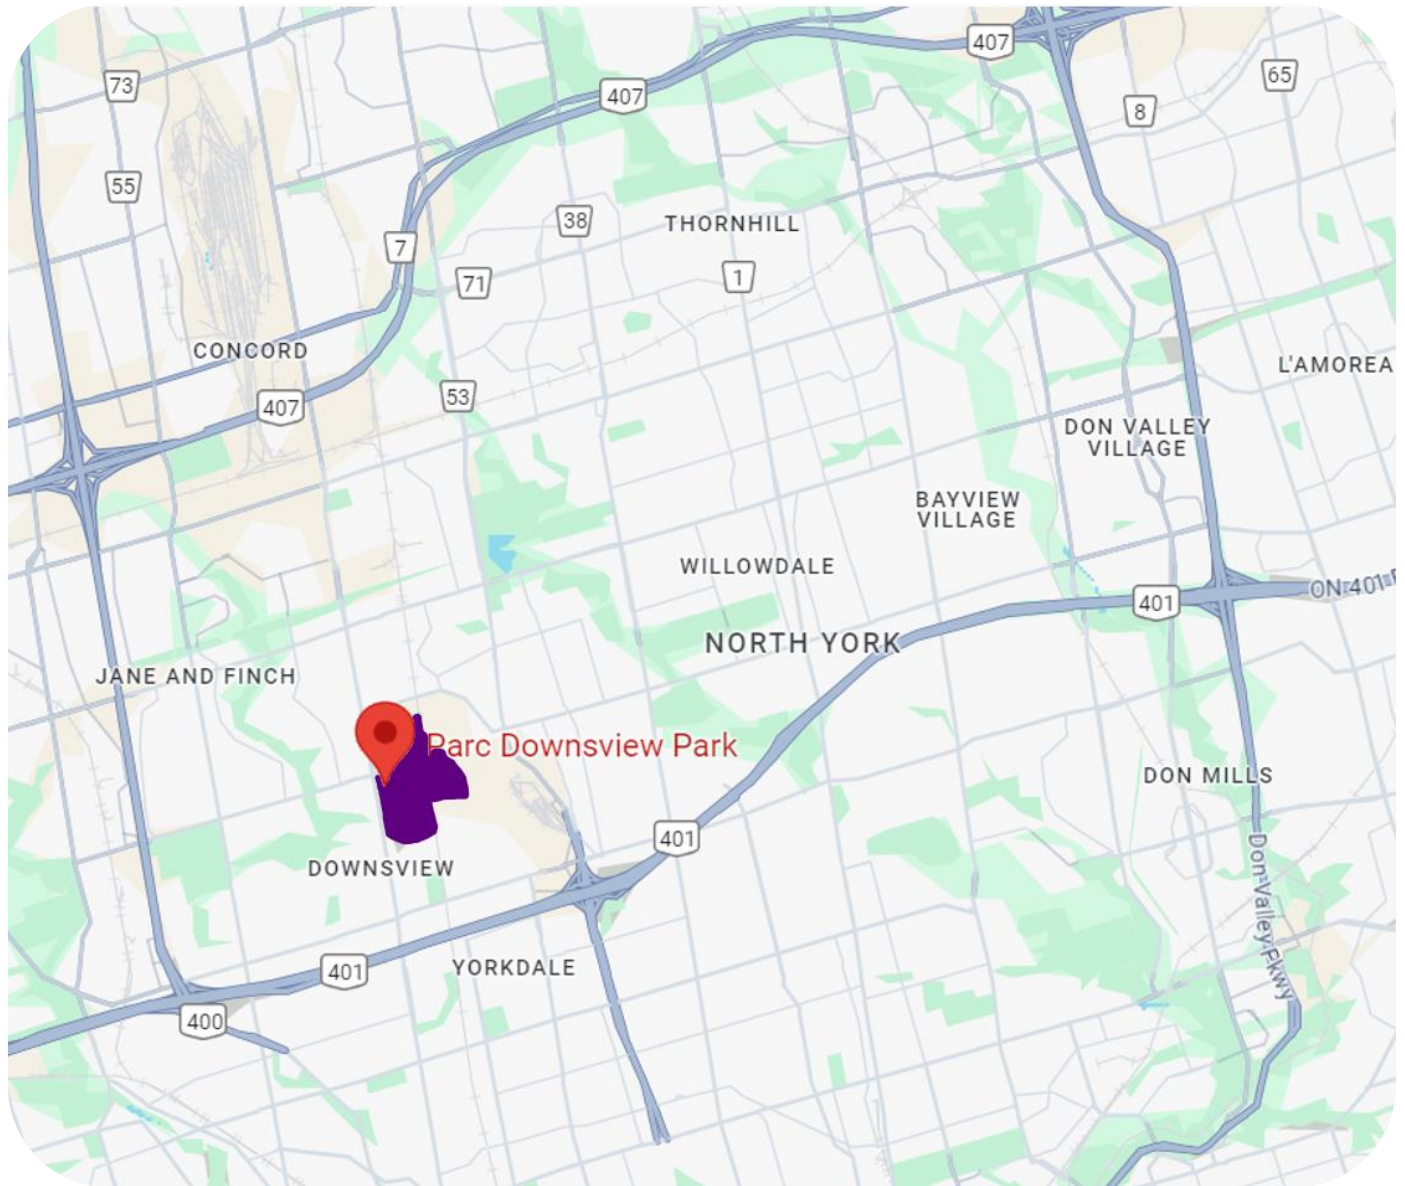 407
73
65
407
8
55
38
THORNHILL
7
1
71
CONCORD
L'AMOREA
53
407
DON VALLEY
VILLAGE
BAYVIEW
VILLAGE
WILLOWDALE
ON 401
401
NORTH YORK
JANE AND FINCH
Parc Downsview Park
DON MILLS
401
DOWNSVIEW
Don Valley Pkwy
YORKDALE
401
400